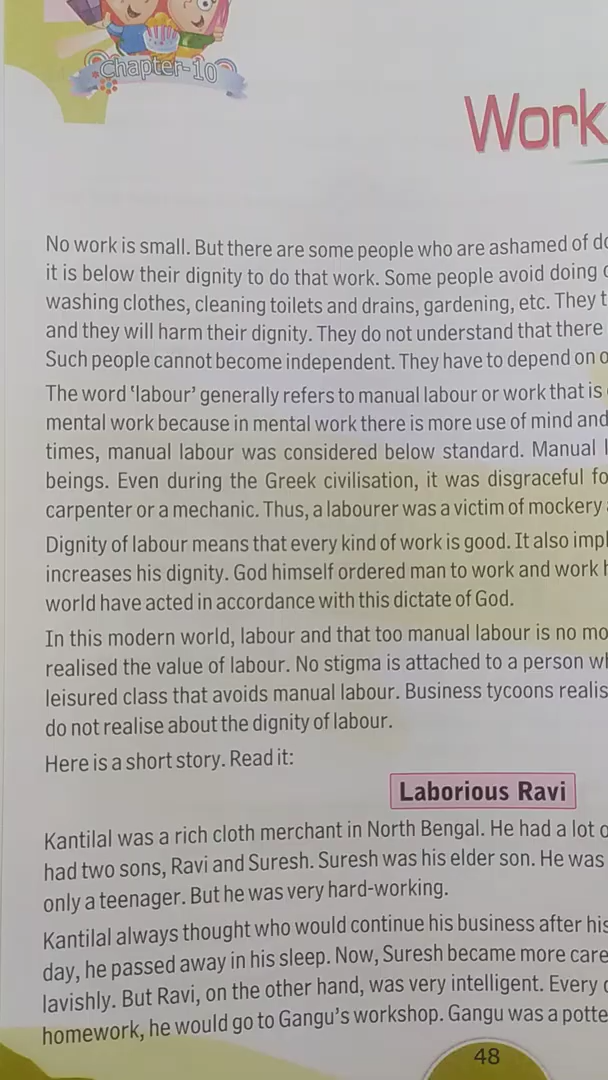 Chapter-10
Work
No work is small. But there are some people who are ashamed of do
it is below their dignity to do that work. Some people avoid doing
washing clothes, cleaning toilets and drains, gardening, etc. They t
and they will harm their dignity. They do not understand that there
Such people cannot become independent. They have to depend on o
The word 'labour' generally refers to manual labour or work that is
mental work because in mental work there is more use of mind and
times, manual labour was considered below standard. Manual l
beings. Even during the Greek civilisation, it was disgraceful fo
carpenter or a mechanic. Thus, a labourer was a victim of mockery
Dignity of labour means that every kind of work is good. It also impl
increases his dignity. God himself ordered man to work and work h
world have acted in accordance with this dictate of God.
In this modern world, labour and that too manual labour is no mo
realised the value of labour. No stigma is attached to a person wh
leisured class that avoids manual labour. Business tycoons realis
do not realise about the dignity of labour.
Here is a short story. Read it:
Laborious Ravi
Kantilal was a rich cloth merchant in North Bengal. He had a lot o
had two sons, Ravi and Suresh. Suresh was his elder son. He was
only a teenager. But he was very hard-working.
Kantilal always thought who would continue his business after his
day, he passed away in his sleep. Now, Suresh became more care
lavishly. But Ravi, on the other hand, was very intelligent. Every
homework, he would go to Gangu's workshop. Gangu was a potte
48